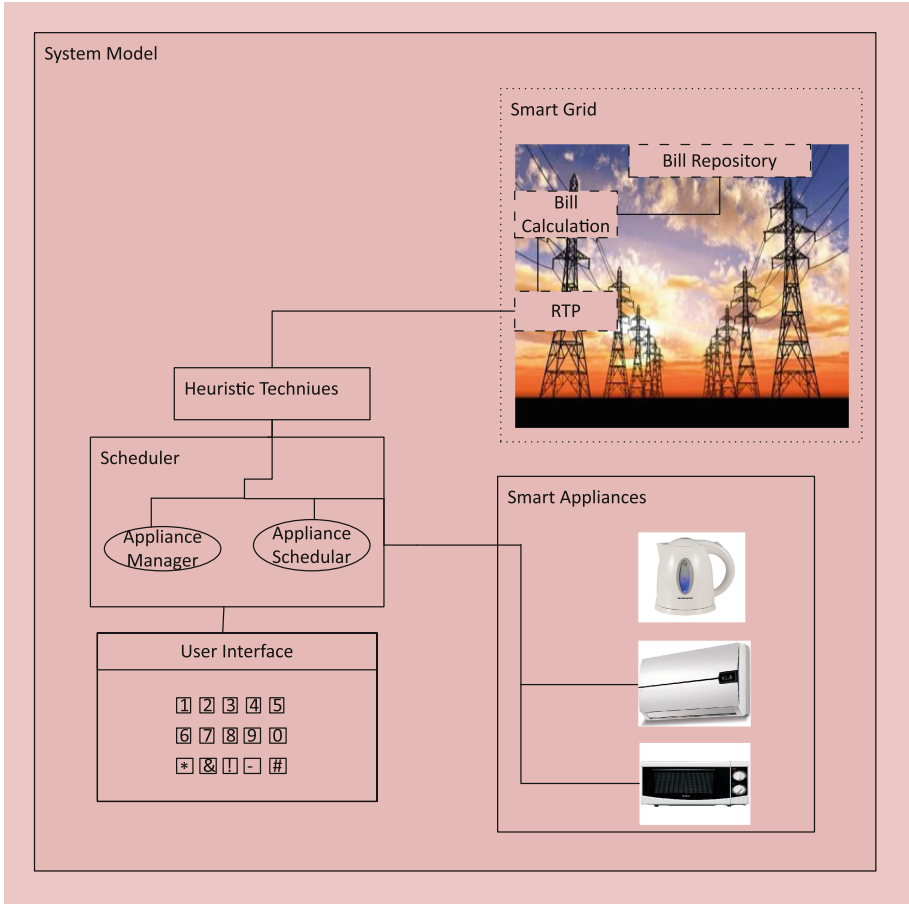 System Model
Smart Grid
Bill Repository
Bill
Calculation
RTP
Heuristic Techniues
Scheduler
Appliance
Manager
Appliance
Schedular
Smart Appliances
User Interface
1 2 3 4 5
6 7 8 9 0
* & ! - #